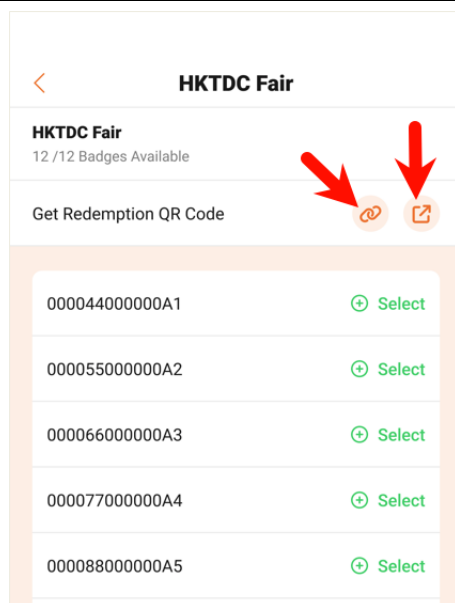 HKTDC Fair
HKTDC Fair
12 /12 Badges Available
Get Redemption QR Code
000044000000A1 Select
000055000000A2 Select
000066000000A3 Select
000077000000A4 Select
000088000000A5 Select